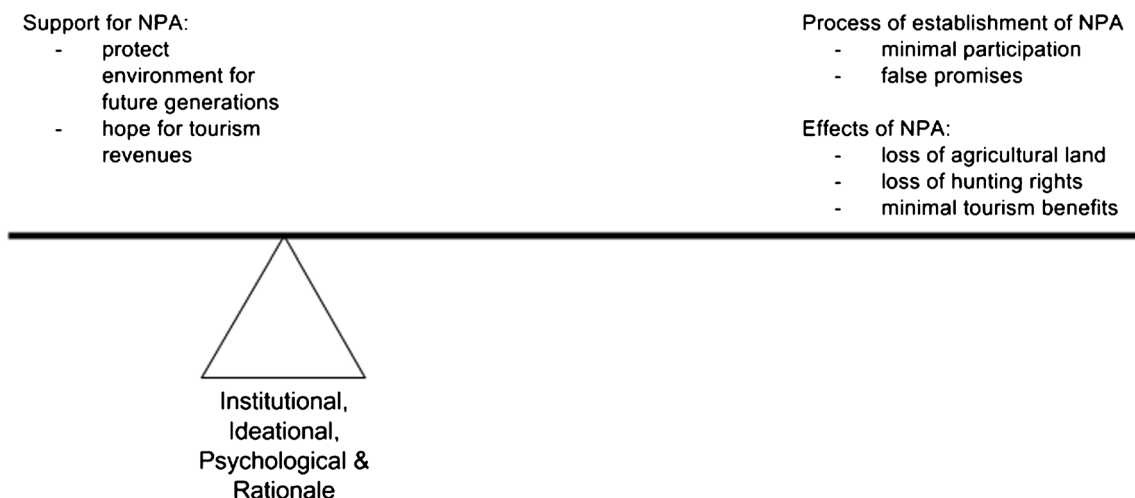 Support for NPA:
- protect
environment for
future generations
- hope for tourism
revenues
Process of establishment of NPA
- minimal participation
- false promises
Effects of NPA:
- loss of agricultural land
- loss of hunting rights
- minimal tourism benefits
Institutional,
Ideational,
Psychological &
Rationale